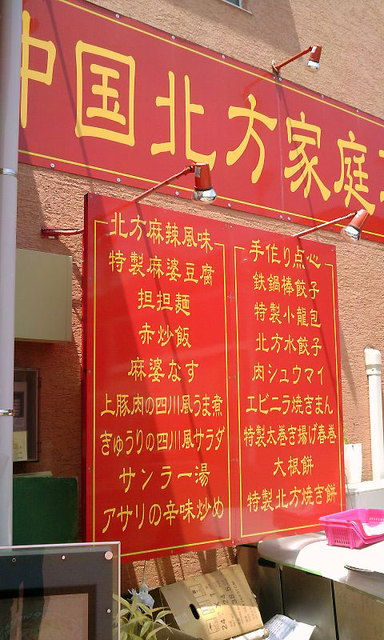 中国北方家庭
北方麻辣風味
特製麻婆豆腐
担担麺
赤炒飯
麻婆なす
上豚肉の四川風うま煮
きゅうりの四川風サラダ
サンラー湯
アサリの辛味炒め
手作り点心
鉄鍋棒餃子
特製小龍包
北方水餃子
肉シュウマイ
エビニラ焼きまん
特製太巻き揚げ春巻
大根餅
特製北方焼き餅